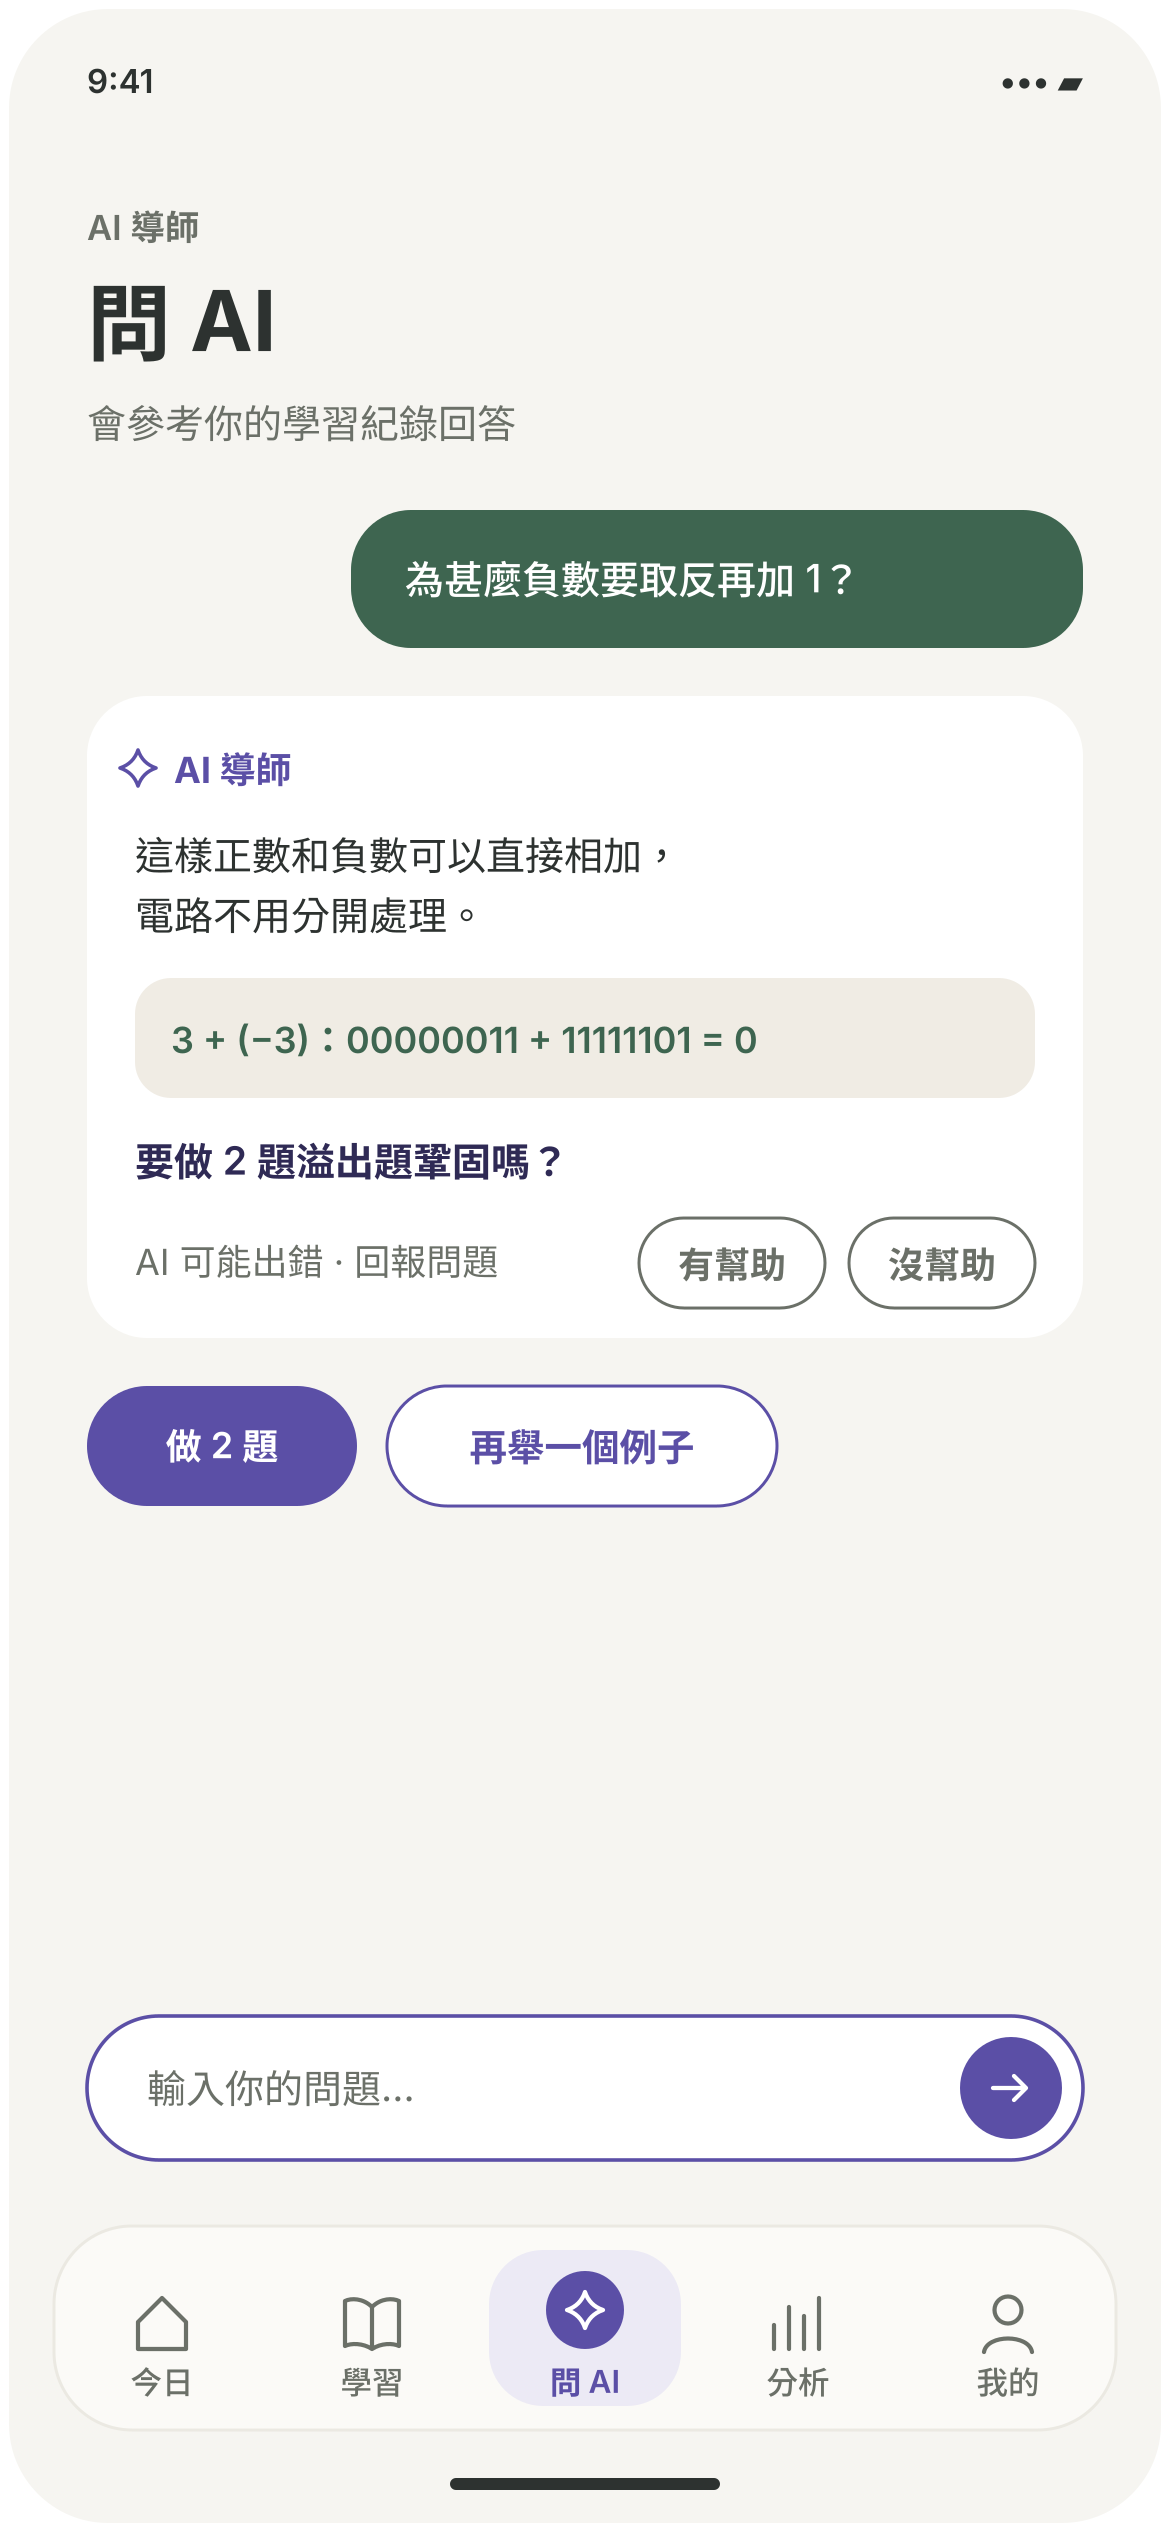 9:41
AI 導師
問 AI
會參考你的學習紀錄回答
為甚麼負數要取反再加 1？
AI 導師
這樣正數和負數可以直接相加，
電路不用分開處理。
3 + (−3)：00000011 + 11111101 = 0
要做 2 題溢出題鞏固嗎？
AI 可能出錯 · 回報問題
有幫助
沒幫助
做 2 題
再舉一個例子
輸入你的問題…
今日
學習
問 AI
分析
我的